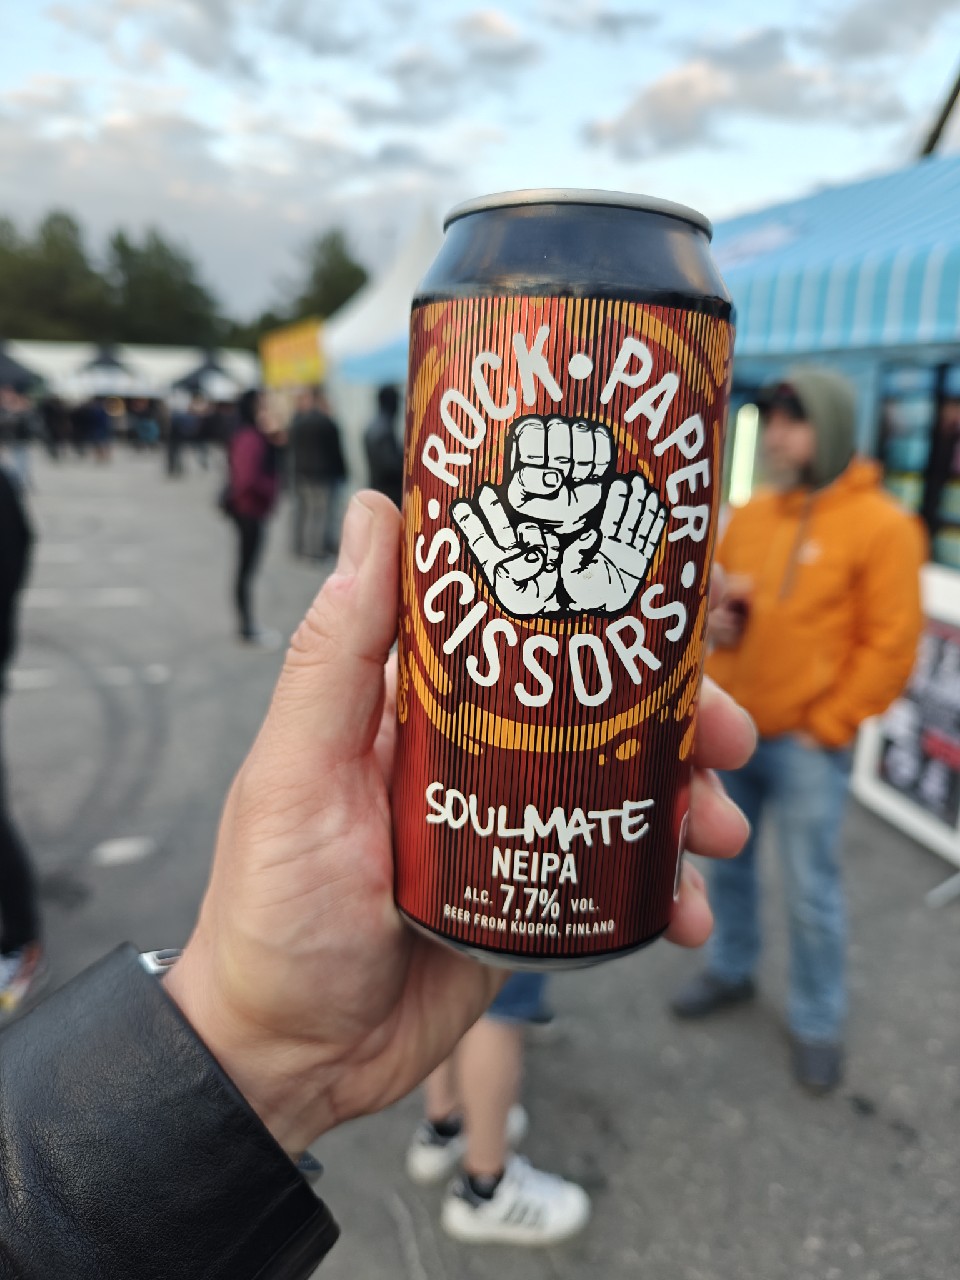 ROCK • PAPER • SCISSORS •
SOULMATE
NEIPA
ALC. 7,7% VOL.
BEER FROM KUOPIO, FINLAND